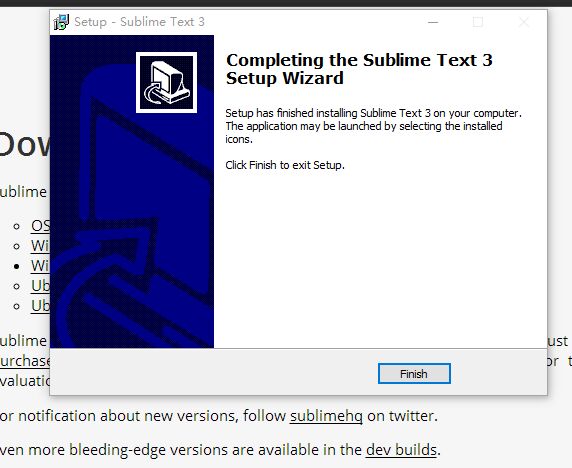 Setup - Sublime Text 3
Completing the Sublime Text 3
Setup Wizard
Setup has finished installing Sublime Text 3 on your computer.
The application may be launched by selecting the installed
icons.
Click Finish to exit Setup.
Finish
ublime
OS
Wi
Wi
Ub
Ub
ublime
ust
urchase
or t
valuatio
or notification about new versions, follow sublimehq on twitter.
ven more bleeding-edge versions are available in the dev builds.